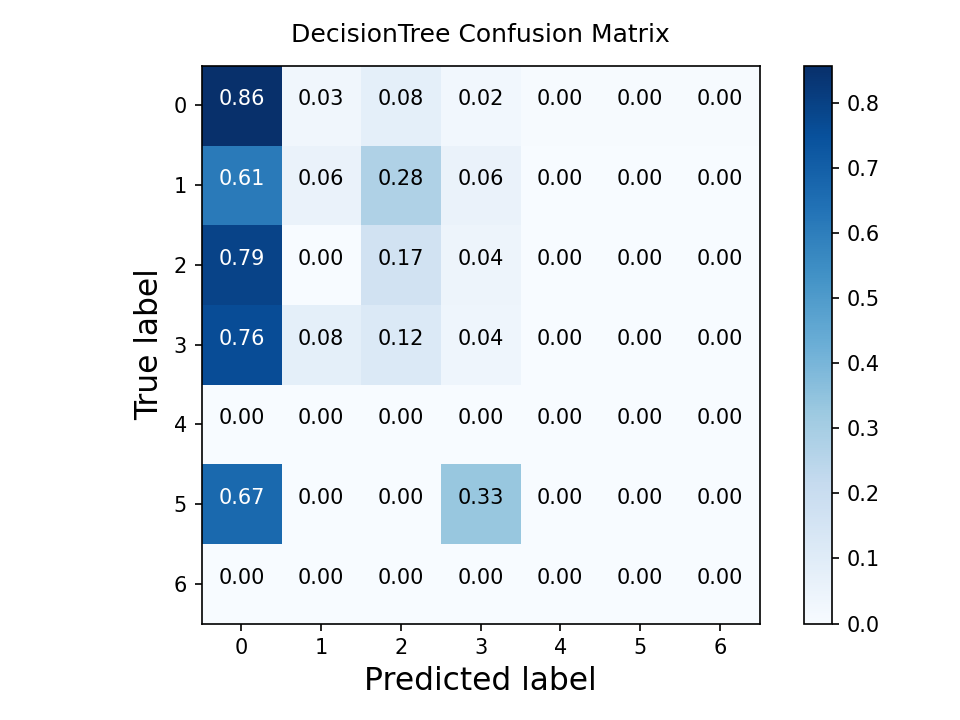 DecisionTree Confusion Matrix
0 0.86 0.03 0.08 0.02 0.00 0.00 0.00
1 0.61 0.06 0.28 0.06 0.00 0.00 0.00
2 0.79 0.00 0.17 0.04 0.00 0.00 0.00
3 0.76 0.08 0.12 0.04 0.00 0.00 0.00
4 0.00 0.00 0.00 0.00 0.00 0.00 0.00
5 0.67 0.00 0.00 0.33 0.00 0.00 0.00
6 0.00 0.00 0.00 0.00 0.00 0.00 0.00
0 1 2 3 4 5 6
True label
Predicted label
0.8
0.7
0.6
0.5
0.4
0.3
0.2
0.1
0.0